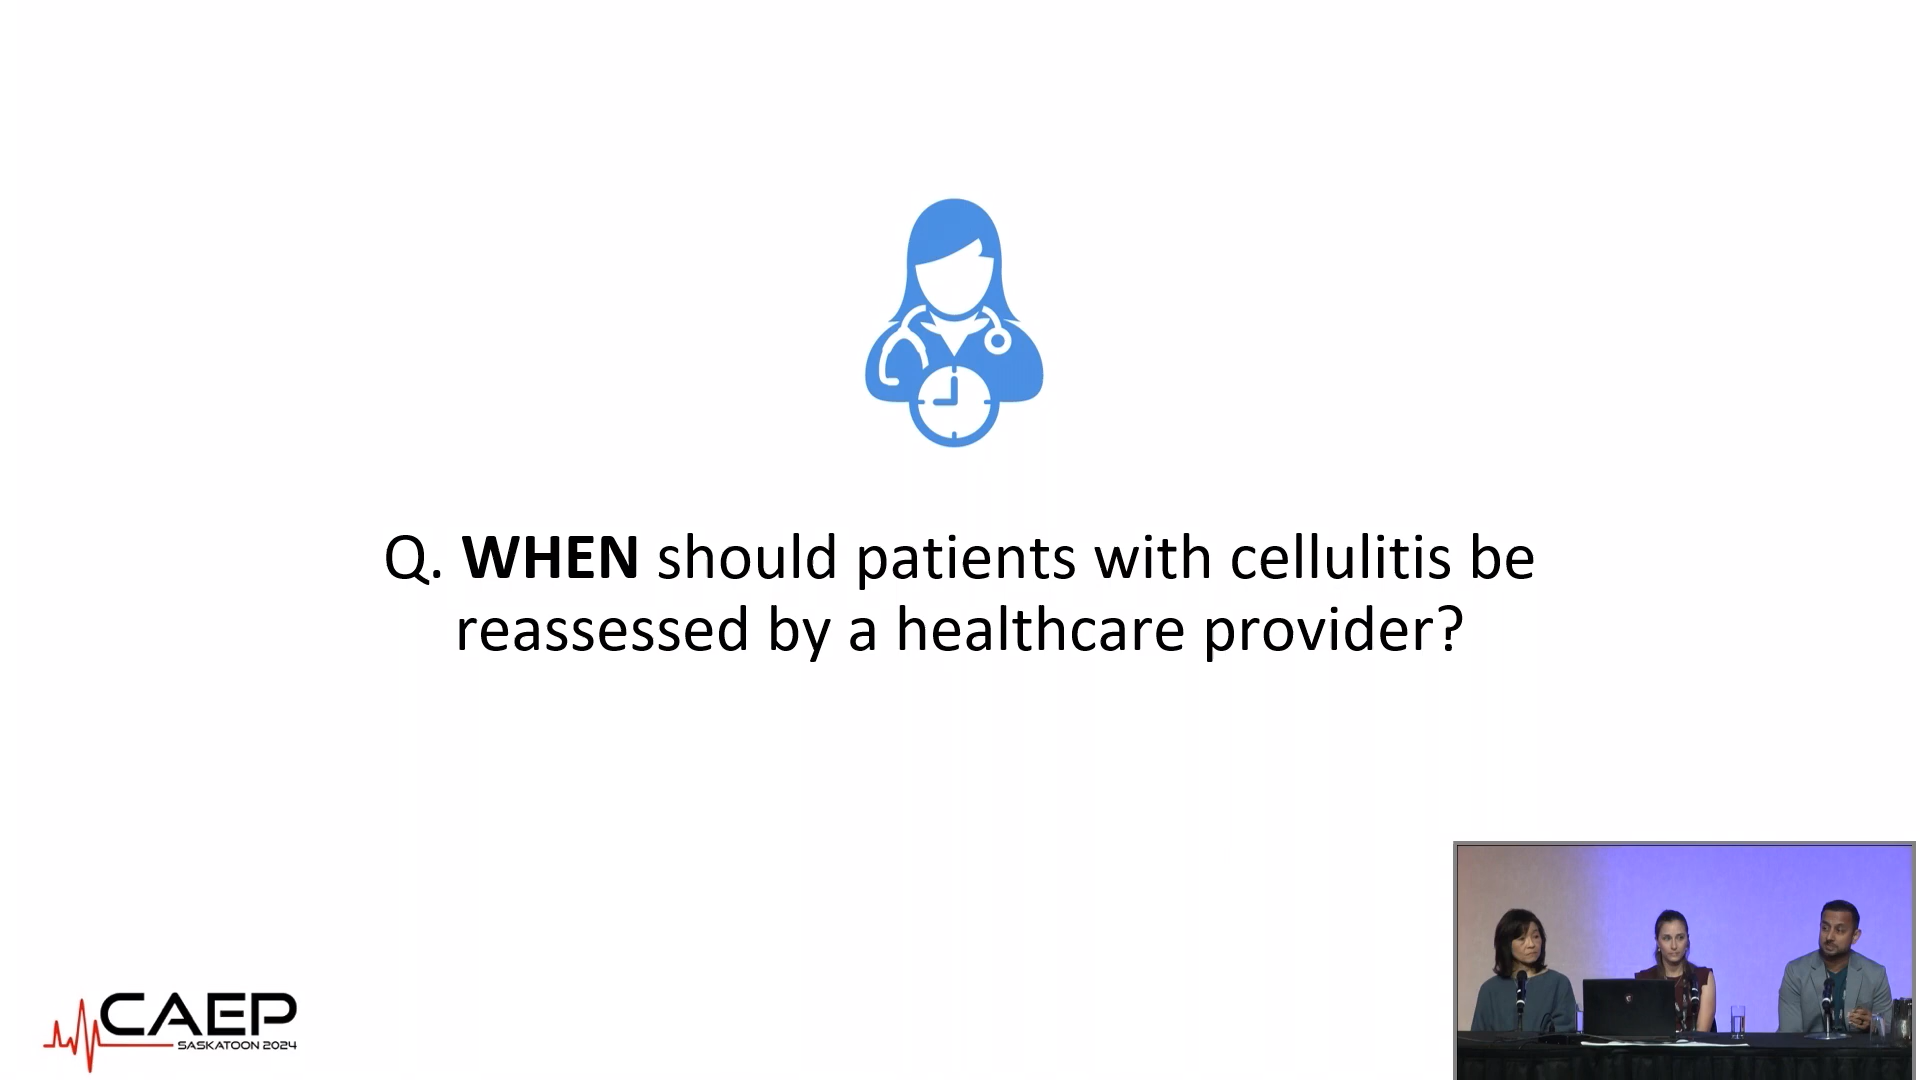 Q. WHEN should patients with cellulitis be
reassessed by a healthcare provider?
CAEP
SASKATOON 2024